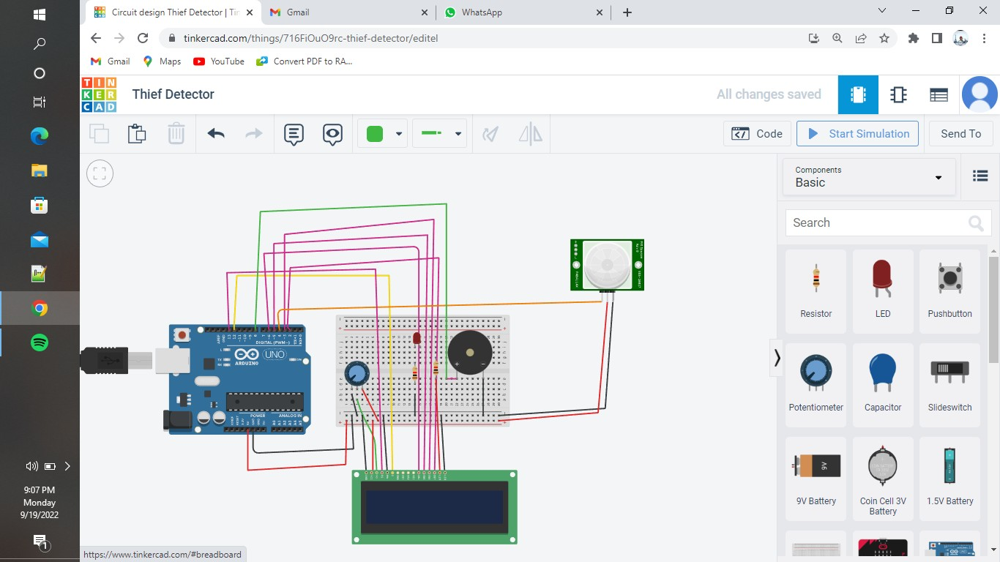 Circuit design Thief Detector | Tin
Gmail
WhatsApp
tinkercad.com/things/716FiOuO9rc-thief-detector/editel
Gmail
Maps
YouTube
Convert PDF to RA...
TIN
KER
CAD
Thief Detector
All changes saved
Code
Start Simulation
Send To
Components
Basic
Search
Resistor
LED
Pushbutton
DIGITAL (PWM~)
UNO
ARDUINO
POWER
ANALOG IN
Potentiometer
Capacitor
Slideswitch
9V
9V Battery
Coin Cell 3V
Battery
1.5V Battery
9:07 PM
Monday
9/19/2022
1
https://www.tinkercad.com/#breadboard